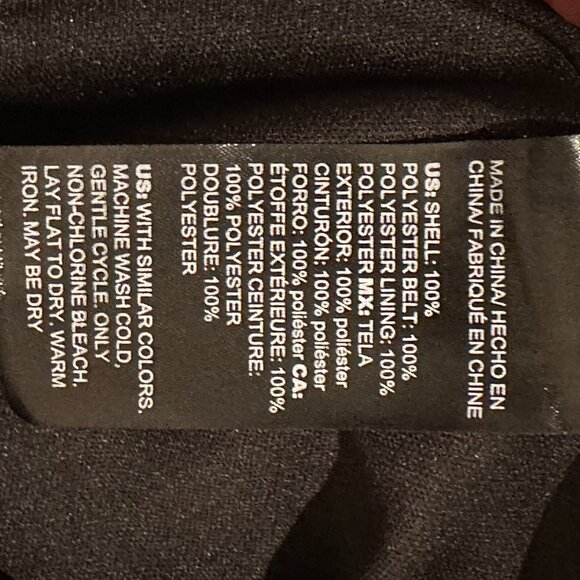 MADE IN CHINA/ HECHO EN
CHINA/ FABRIQUÉ EN CHINE
US: SHELL: 100%
POLYESTER BELT: 100%
POLYESTER LINING: 100%
POLYESTER MX: TELA
EXTERIOR: 100% poliéster
CINTURÓN: 100% poliéster
FORRO: 100% poliéster CA:
ÉTOFFE EXTÉRIEURE: 100%
POLYESTER CEINTURE:
100% POLYESTER
DOUBLURE: 100%
POLYESTER
US: WITH SIMILAR COLORS.
MACHINE WASH COLD,
GENTLE CYCLE. ONLY
NON-CHLORINE BLEACH.
LAY FLAT TO DRY. WARM
IRON. MAY BE DRY